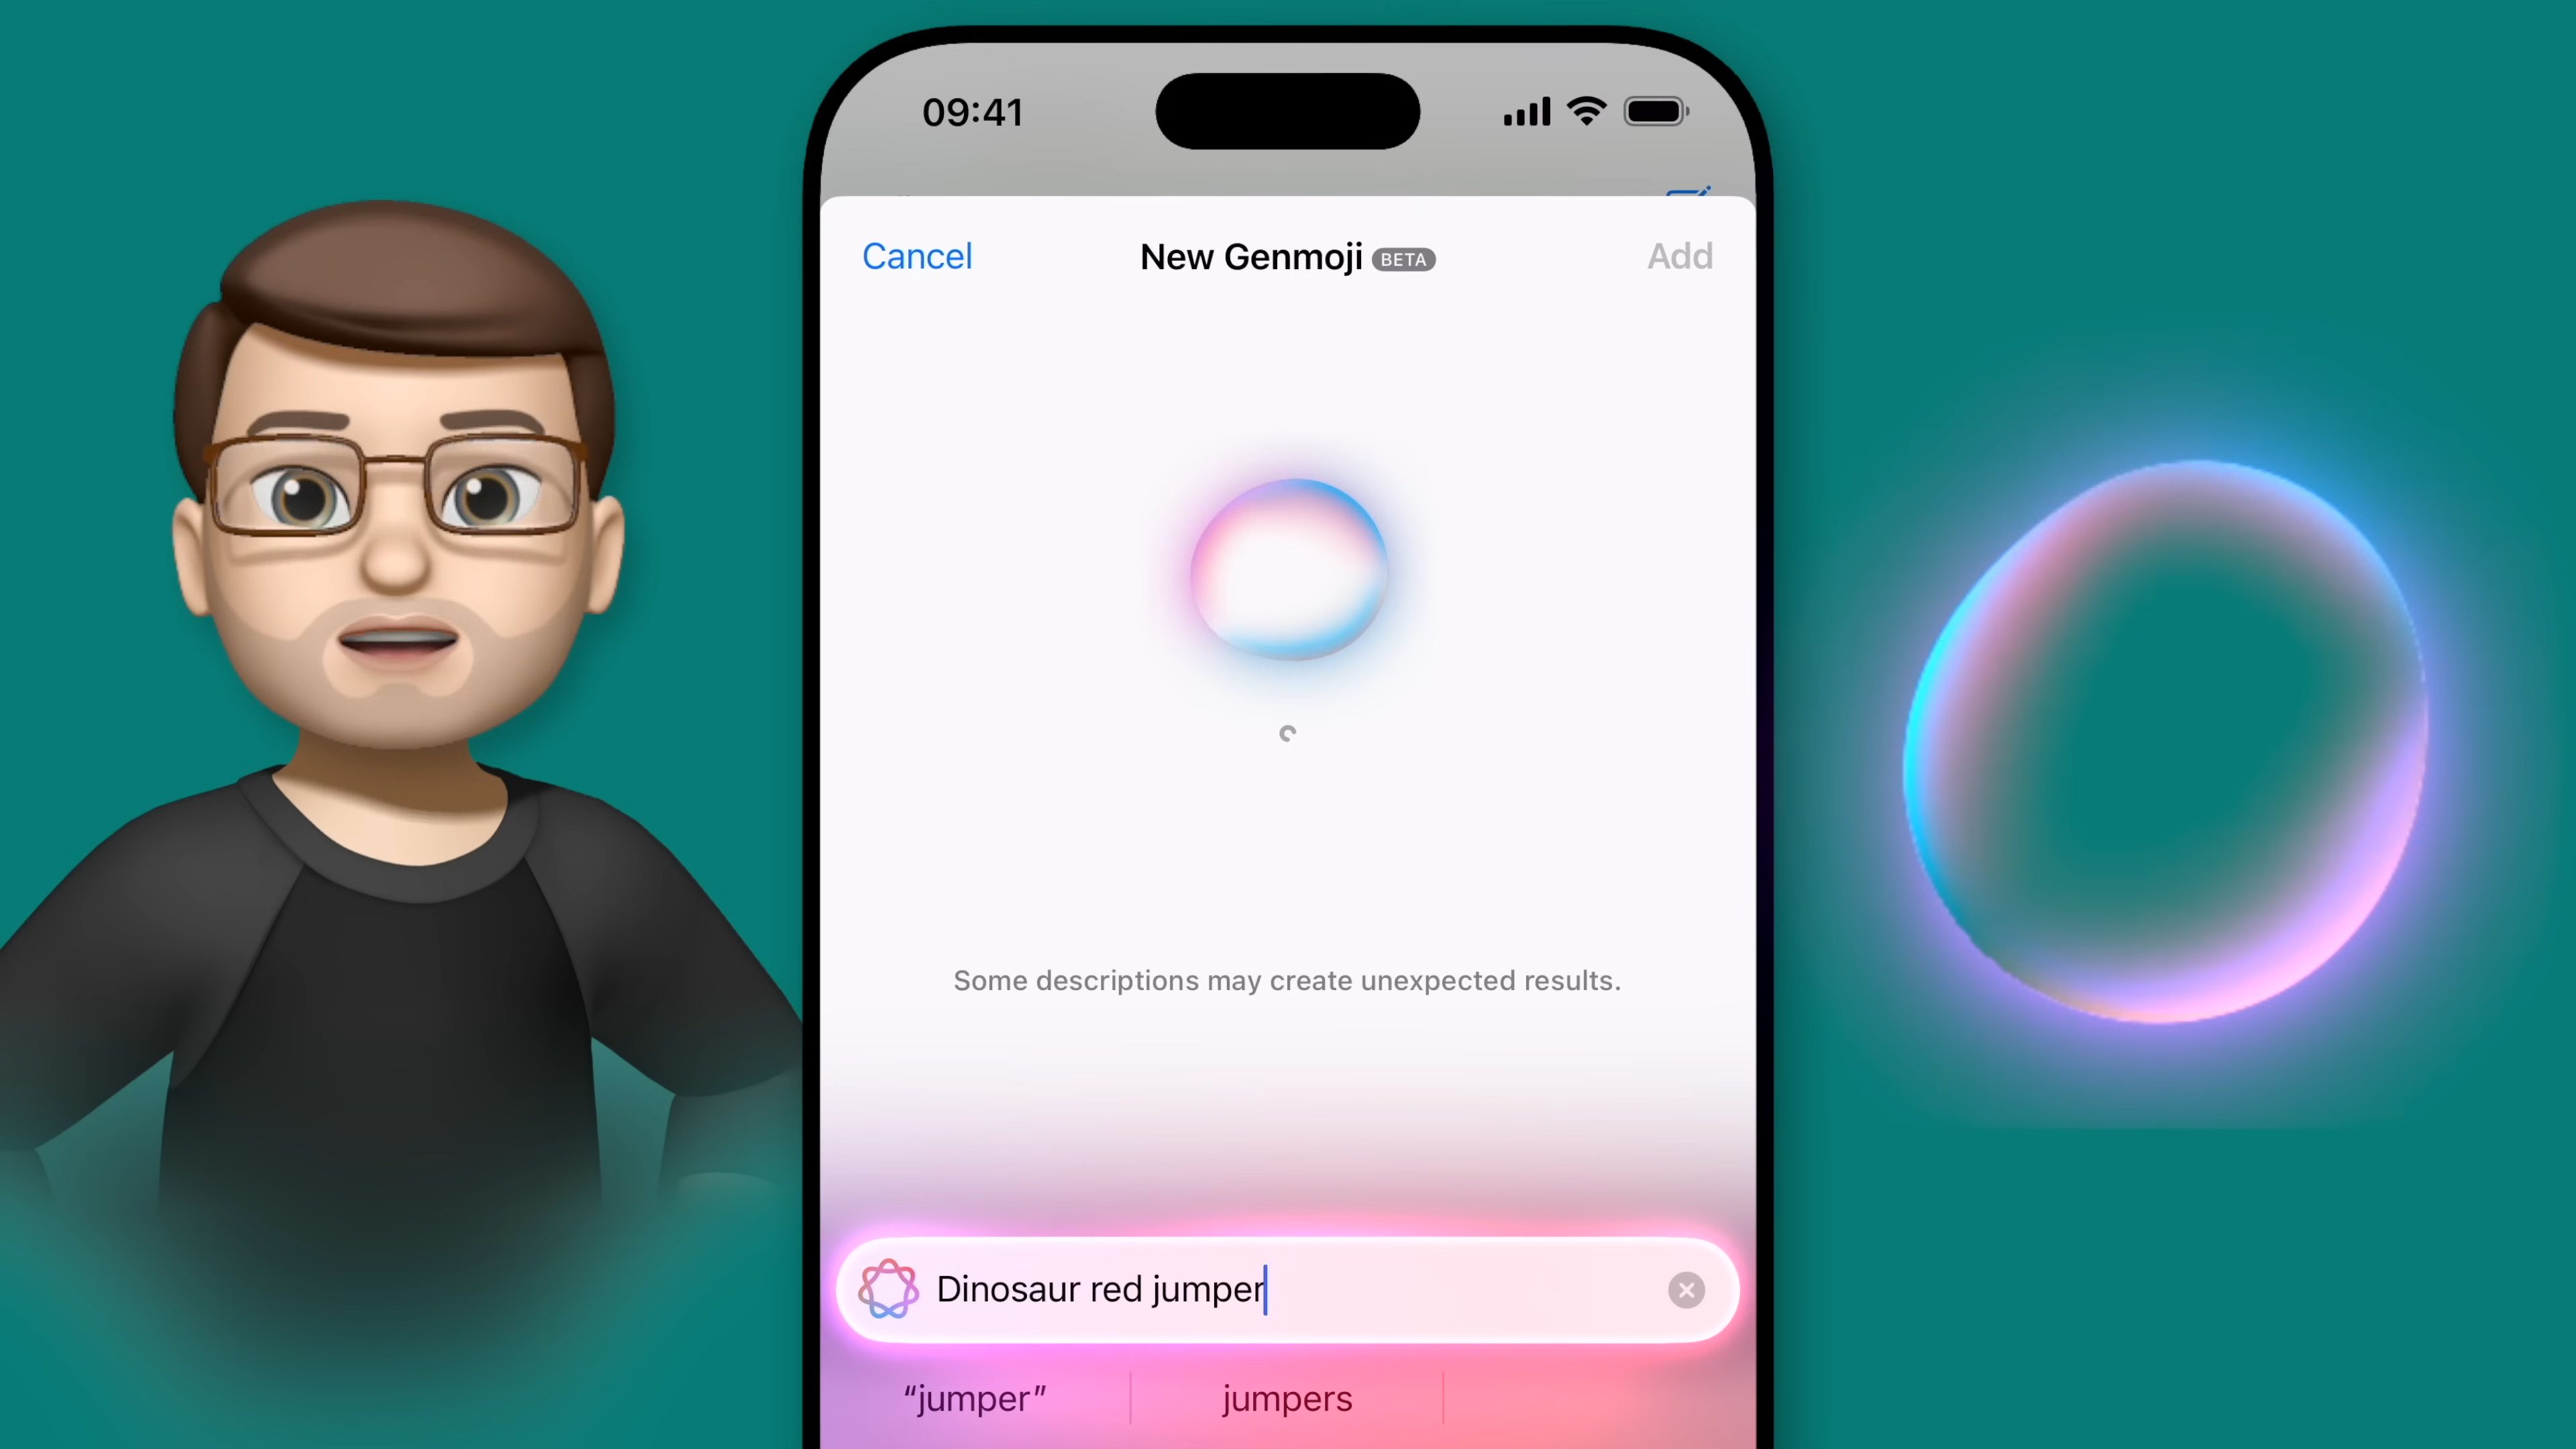 09:41
Cancel
New Genmoji BETA
Add
Some descriptions may create unexpected results.
Dinosaur red jumper
“jumper”
jumpers